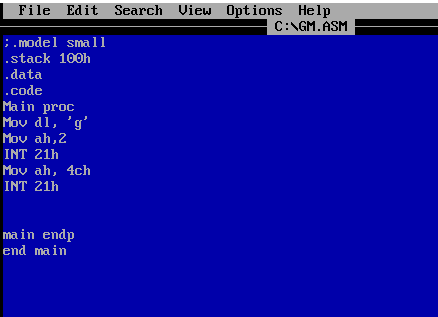 File Edit Search View Options Help
C:\GM.ASM
;.model small
.stack 100h
.data
.code
Main proc
Mov dl, 'g'
Mov ah,2
INT 21h
Mov ah, 4ch
INT 21h
main endp
end main